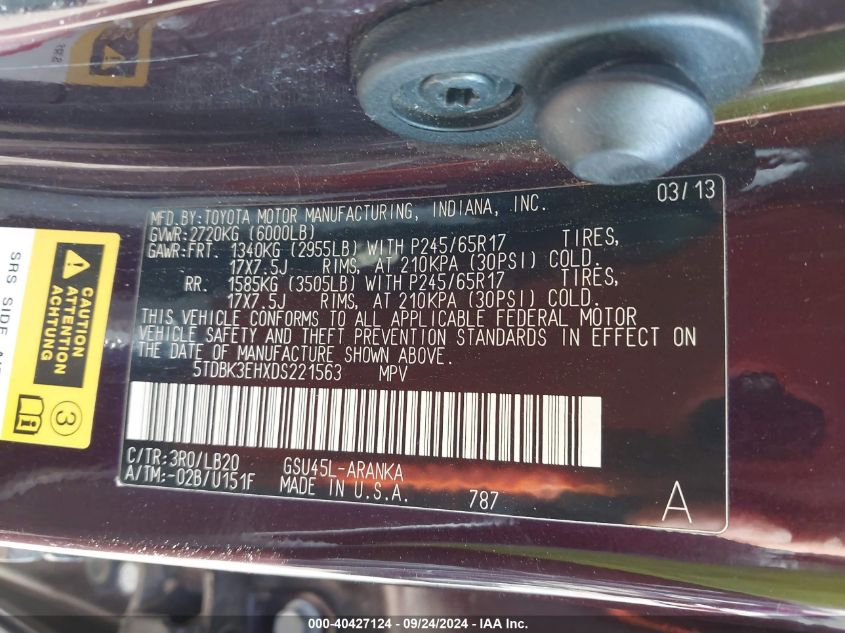 03/13
MFD.BY:TOYOTA MOTOR MANUFACTURING, INDIANA, INC.
GVWR:2720KG (6000LB)
GAWR:FRT. 1340KG (2955LB) WITH P245/65R17 TIRES,
17X7.5J RIMS, AT 210KPA (30PSI) COLD.
RR. 1585KG (3505LB) WITH P245/65R17 TIRES,
17X7.5J RIMS, AT 210KPA (30PSI) COLD.
THIS VEHICLE CONFORMS TO ALL APPLICABLE FEDERAL MOTOR
VEHICLE SAFETY AND THEFT PREVENTION STANDARDS IN EFFECT ON
THE DATE OF MANUFACTURE SHOWN ABOVE.
5TDBK3EHXDS221563 MPV
C/TR:3R0/LB20 GSU45L-ARANKA
A/TM:-02B/U151F MADE IN U.S.A. 787
A
SRS SIDE
CAUTION
ATTENTION
ACHTUNG
3
000-40427124 - 09/24/2024 - IAA Inc.